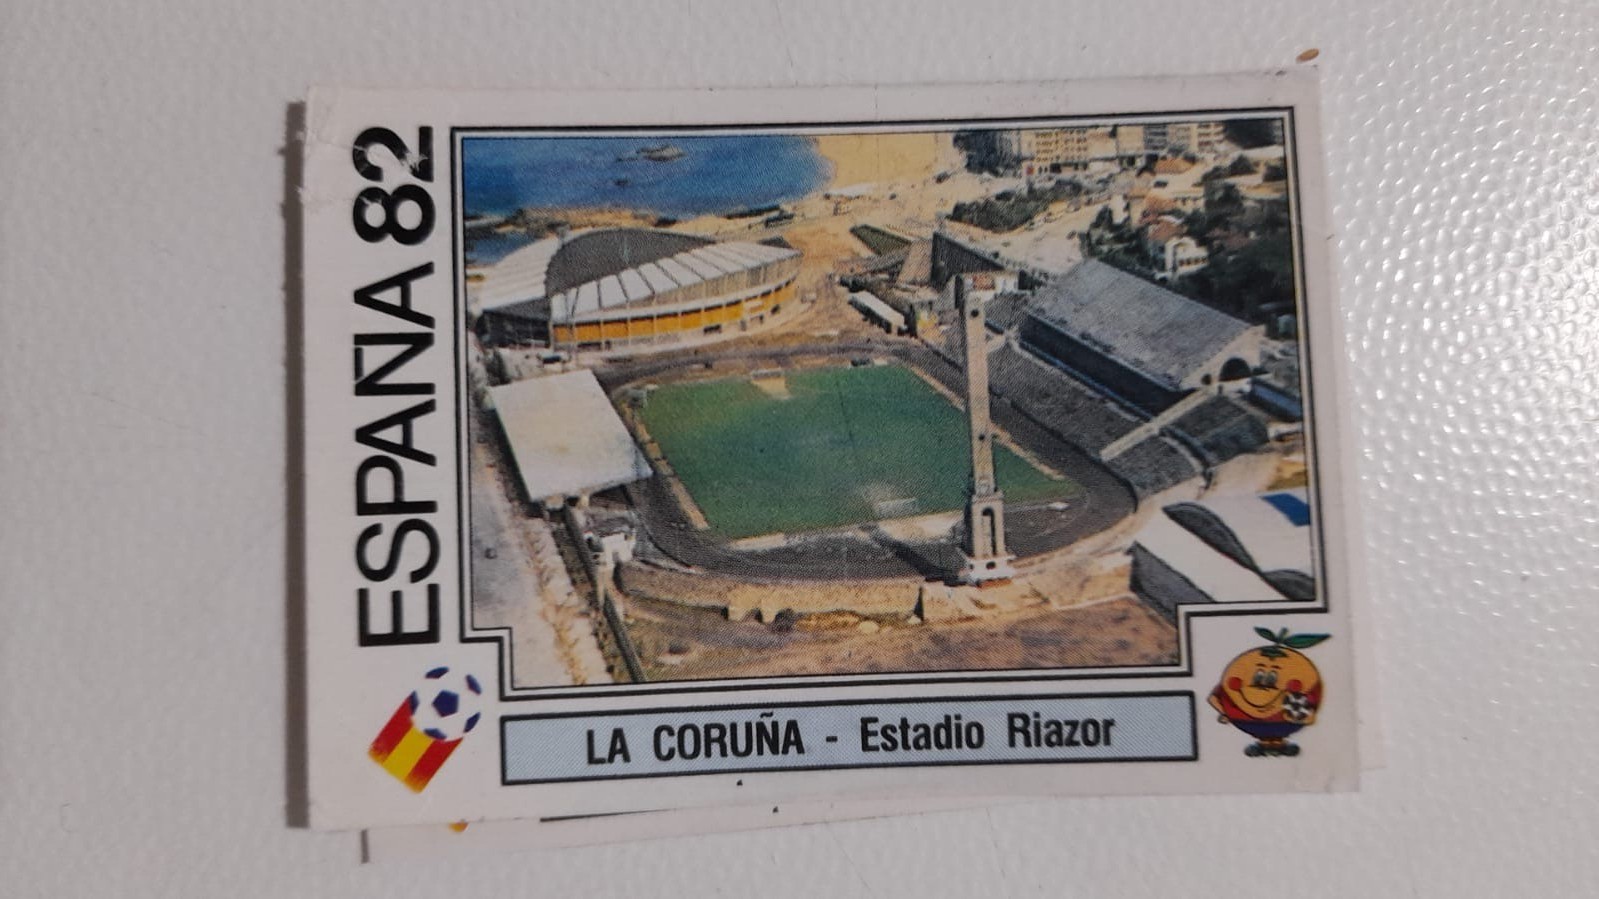 ESPAÑA 82
LA CORUÑA - Estadio Riazor